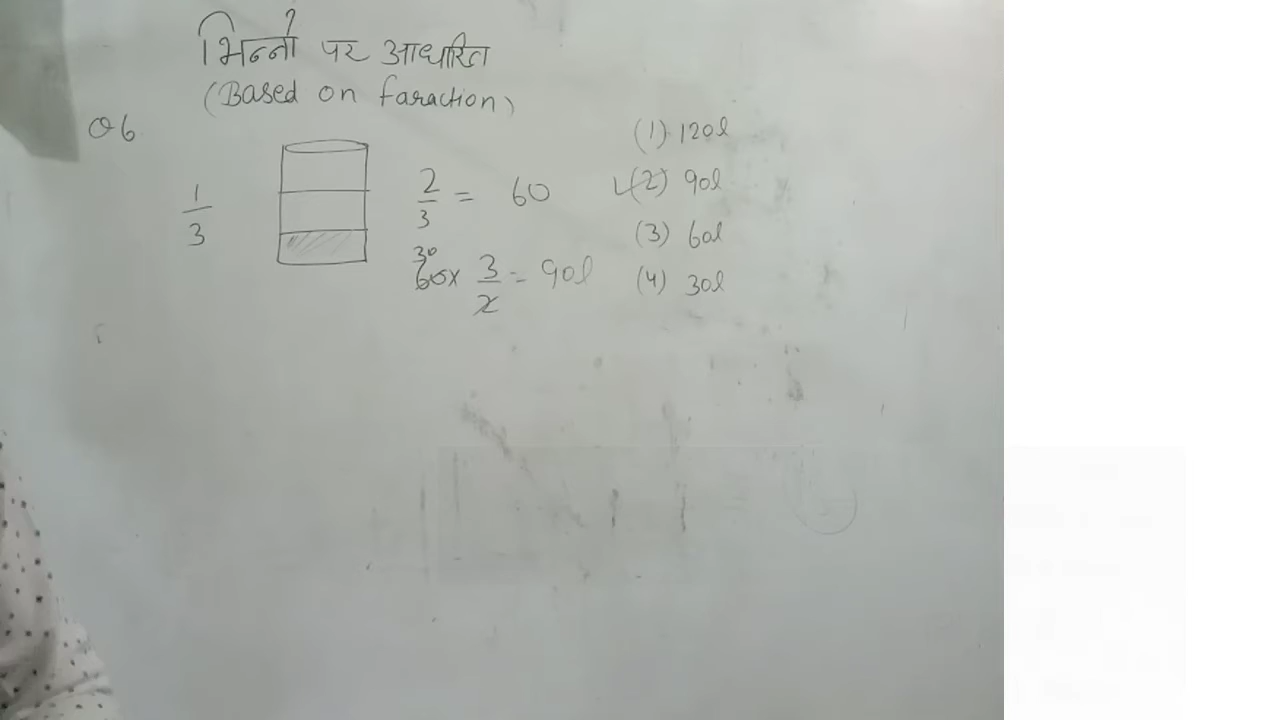 भिन्नों पर आधारित
(Based on faraction)
Q6
1/3
2/3 = 60
30
60 x 3/2 = 90l
(1) 120l
(2) 90l
(3) 60l
(4) 30l